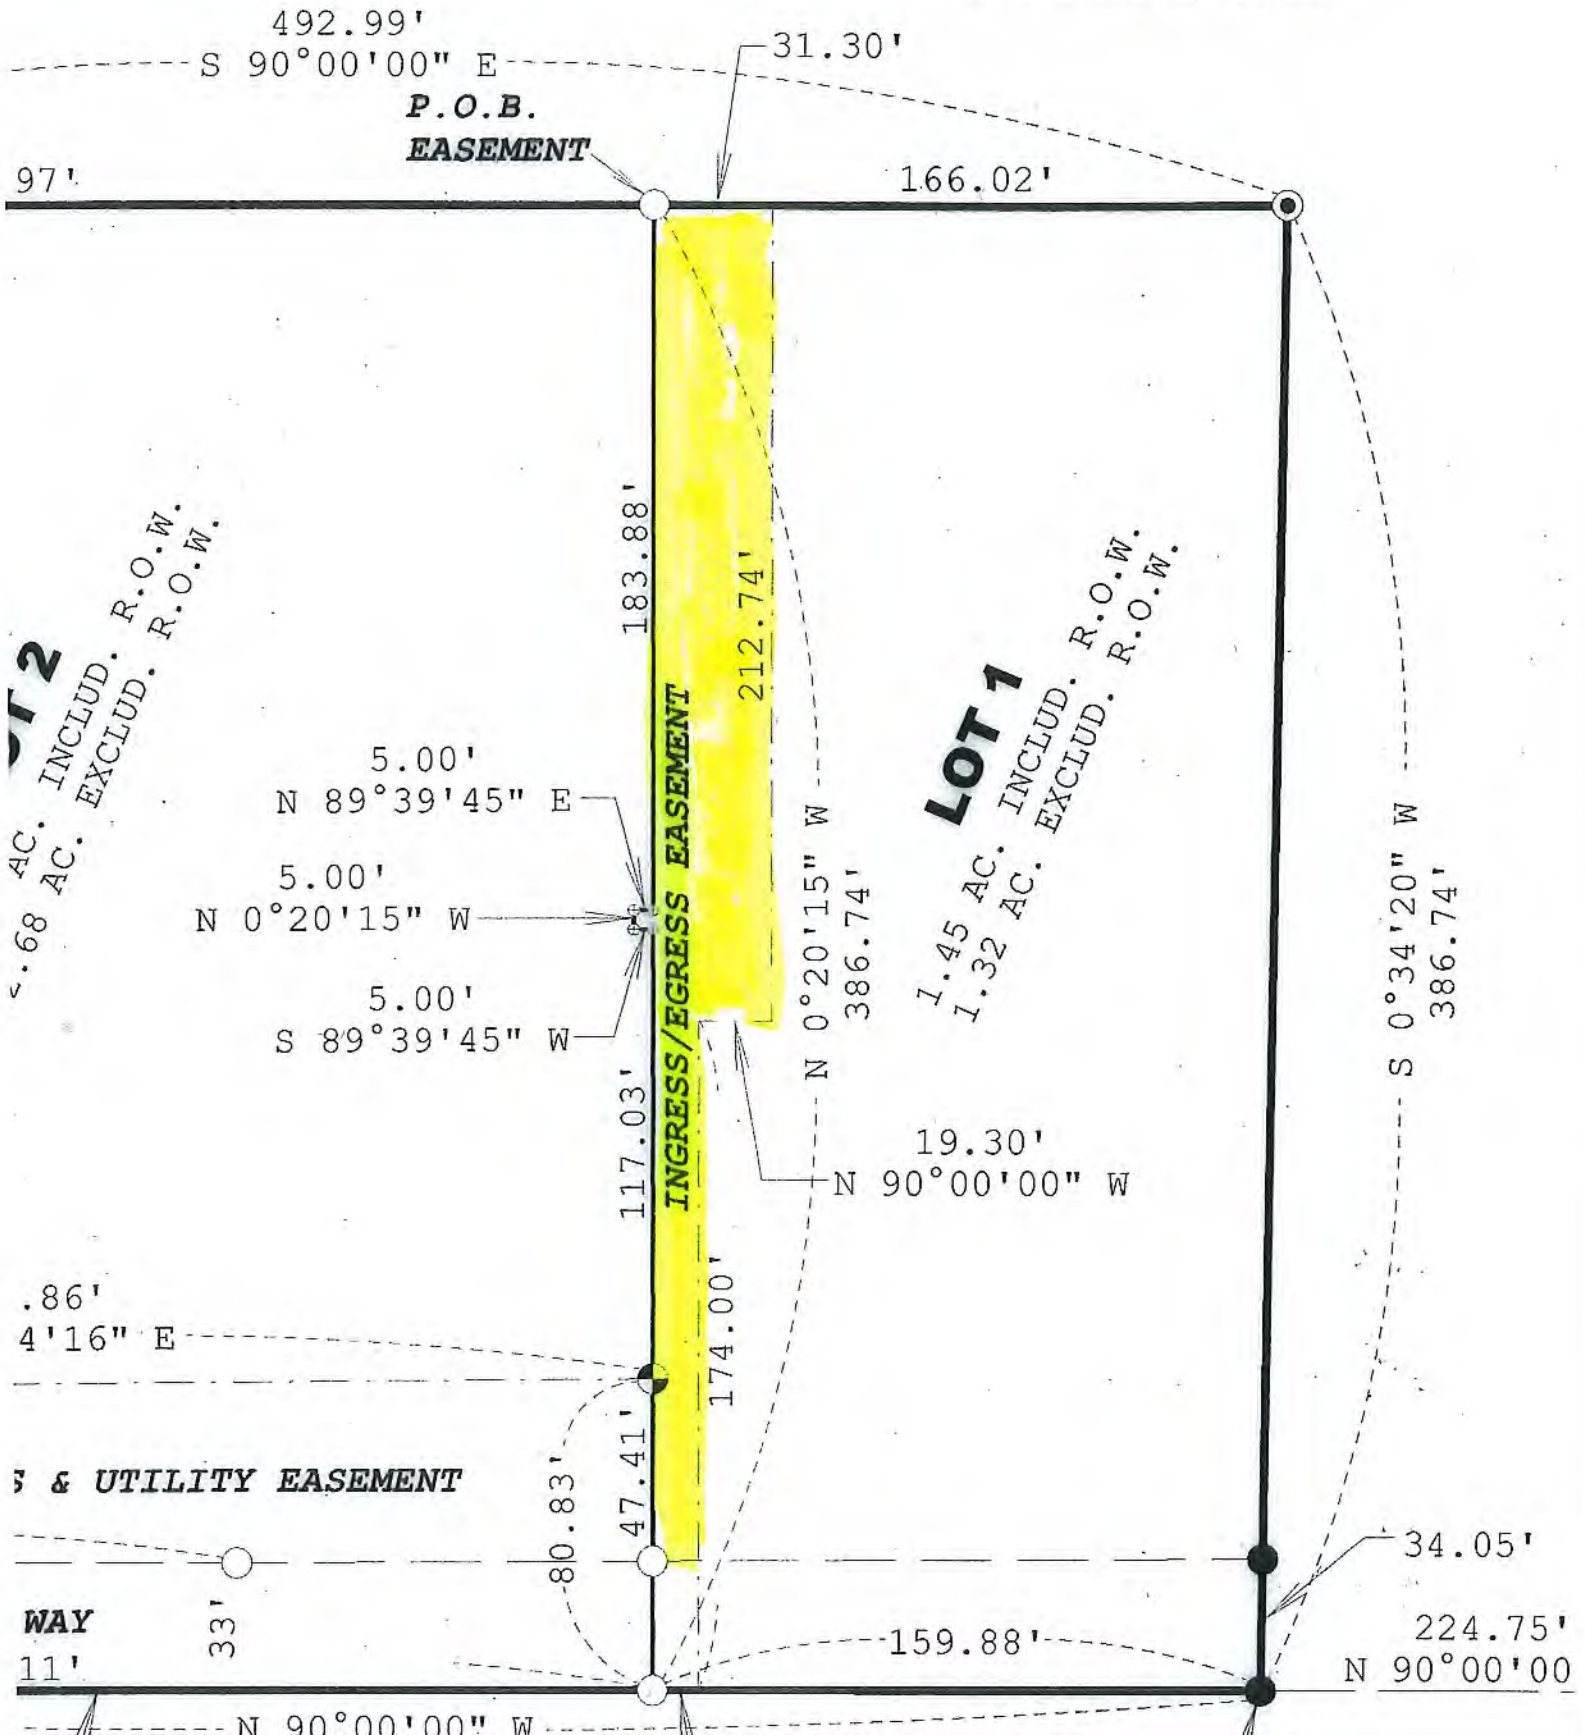 492.99'
S 90°00'00" E
31.30'
P.O.B.
EASEMENT
97'
166.02'
183.88'
212.74'
INGRESS/EGRESS EASEMENT
LOT 1
1.45 AC. INCLUD. R.O.W.
1.32 AC. EXCLUD. R.O.W.
2
AC. INCLUD. R.O.W.
.68 AC. EXCLUD. R.O.W.
5.00'
N 89°39'45" E
5.00'
N 0°20'15" W
5.00'
S 89°39'45" W
N 0°20'15" W
386.74'
S 0°34'20" W
386.74'
117.03'
19.30'
N 90°00'00" W
174.00'
.86'
4'16" E
47.41'
80.83'
& UTILITY EASEMENT
34.05'
WAY
33'
11'
159.88'
224.75'
N 90°00'00
N 90°00'00" W